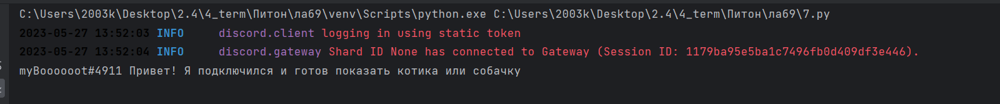 C:\Users\2003k\Desktop\2.4\4_term\Питон\ла69\venv\Scripts\python.exe C:\Users\2003k\Desktop\2.4\4_term\Питон\ла69\7.py
2023-05-27 13:52:03 INFO     discord.client logging in using static token
2023-05-27 13:52:04 INFO     discord.gateway Shard ID None has connected to Gateway (Session ID: 1179ba95e5ba1c7496fb0d409df3e446).
myBoooooot#4911 Привет! Я подключился и готов показать котика или собачку